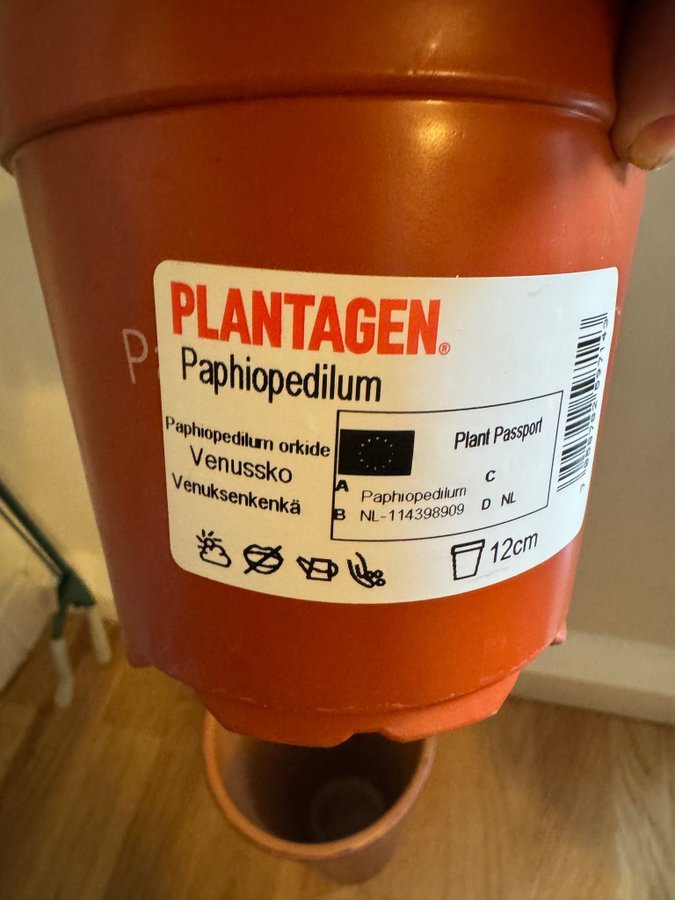 PLANTAGEN®
Paphiopedilum
Paphiopedilum orkide
Venussko
Venuksenkenkä
Plant Passport
A Paphiopedilum C
B NL-114398909 D NL
12cm